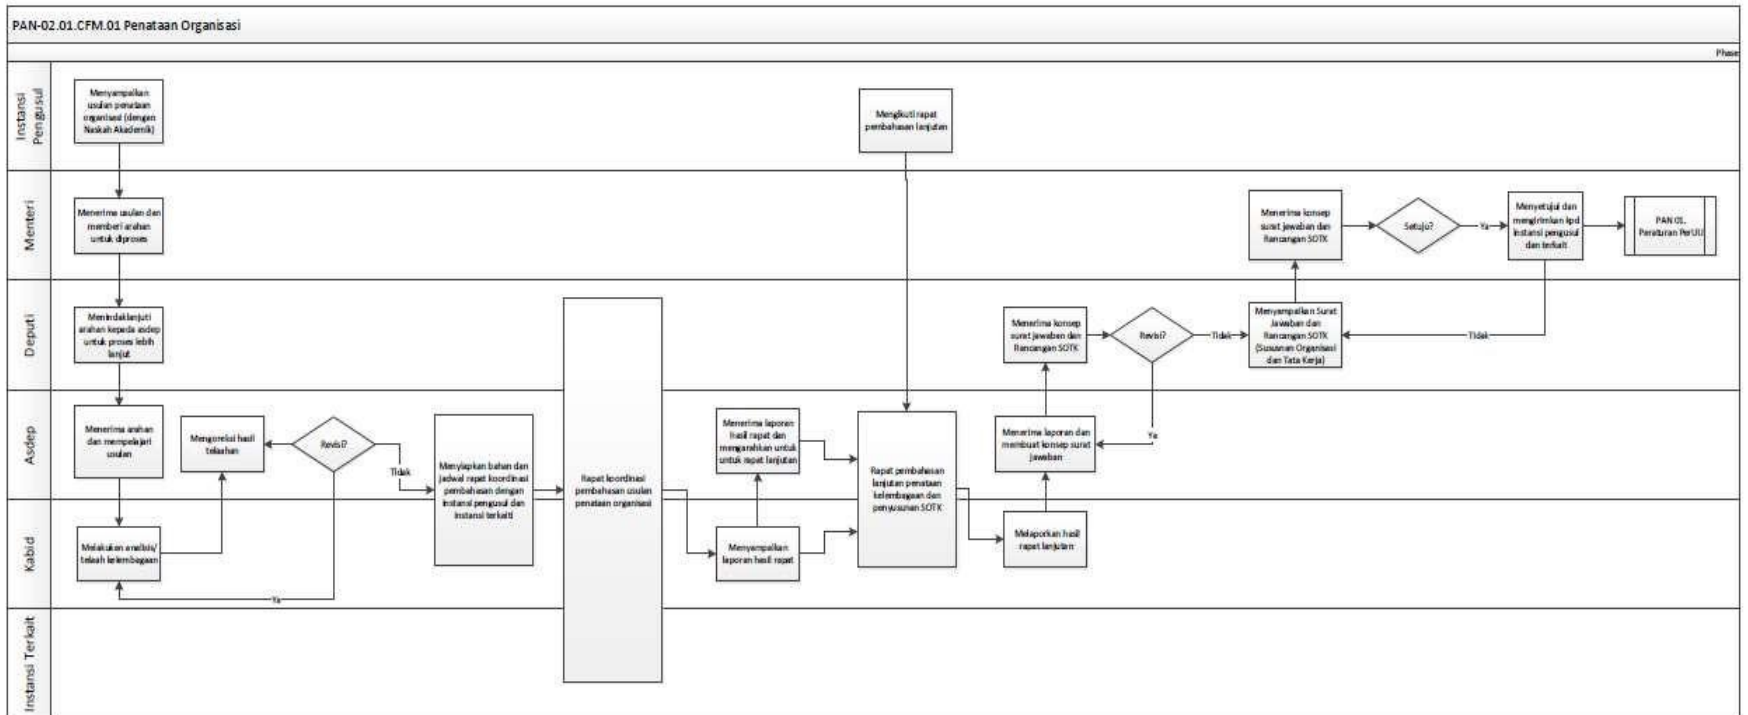 PAN-02.01.CFM.01 Penataan Organisasi
Phase
Instansi
Pengusul
Menyampaikan
usulan penataan
organisasi (dengan
Naskah Akademik)
Mengikuti rapat
pembahasan lanjutan
Menteri
Menerima usulan dan
memberi arahan
untuk diproses
Menerima konsep
surat jawaban dan
Rancangan SOTK
Setuju?
Ya
Menyetujui dan
mengirimkan kpd
instansi pengusul
dan terkait
PAN 01.
Peraturan PerUU
Deputi
Menindaklanjuti
arahan kepada asdep
untuk proses lebih
lanjut
Menerima konsep
surat jawaban dan
Rancangan SOTK
Revisi?
Tidak
Menyampaikan Surat
Jawaban dan
Rancangan SOTK
(Susunan Organisasi
dan Tata Kerja)
Tidak
Ya
Asdep
Menerima arahan
dan mempelajari
usulan
Mengoreksi hasil
telaahan
Revisi?
Tidak
Menyiapkan bahan dan
jadwal rapat koordinasi
pembahasan dengan
instansi pengusul dan
instansi terkaiti
Rapat koordinasi
pembahasan usulan
penataan organisasi
Menerima laporan
hasil rapat dan
mengarahkan untuk
untuk rapat lanjutan
Rapat pembahasan
lanjutan penataan
kelembagaan dan
penyusunan SOTK
Menerima laporan dan
membuat konsep surat
jawaban
Kabid
Melakukan analisis/
telaah kelembagaan
Ya
Menyampaikan
laporan hasil rapat
Melaporkan hasil
rapat lanjutan
Instansi Terkait